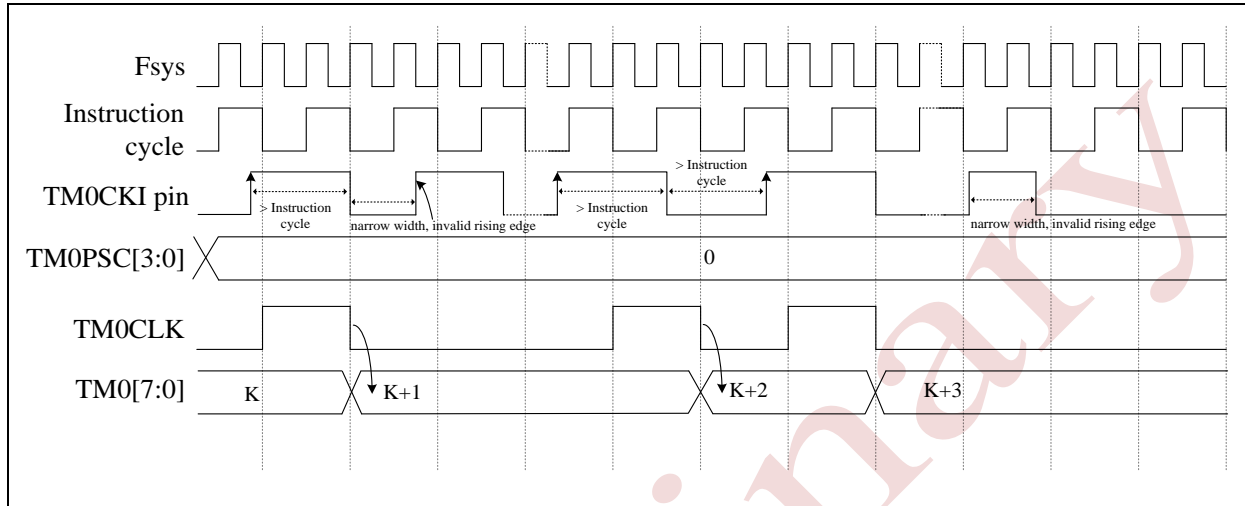 Fsys
Instruction
cycle
> Instruction
cycle
TM0CKI pin
> Instruction
cycle
narrow width, invalid rising edge
> Instruction
cycle
narrow width, invalid rising edge
TM0PSC[3:0]
0
TM0CLK
TM0[7:0]
K
K+1
K+2
K+3
inary